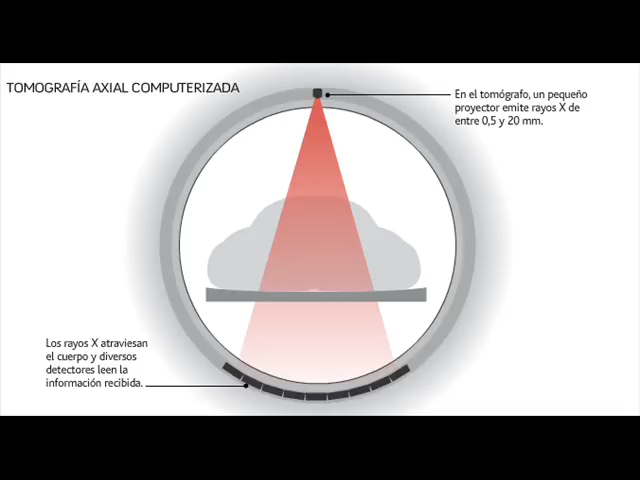 TOMOGRAFÍA AXIAL COMPUTERIZADA
En el tomógrafo, un pequeño
proyector emite rayos X de
entre 0,5 y 20 mm.
Los rayos X atraviesan
el cuerpo y diversos
detectores leen la
información recibida.